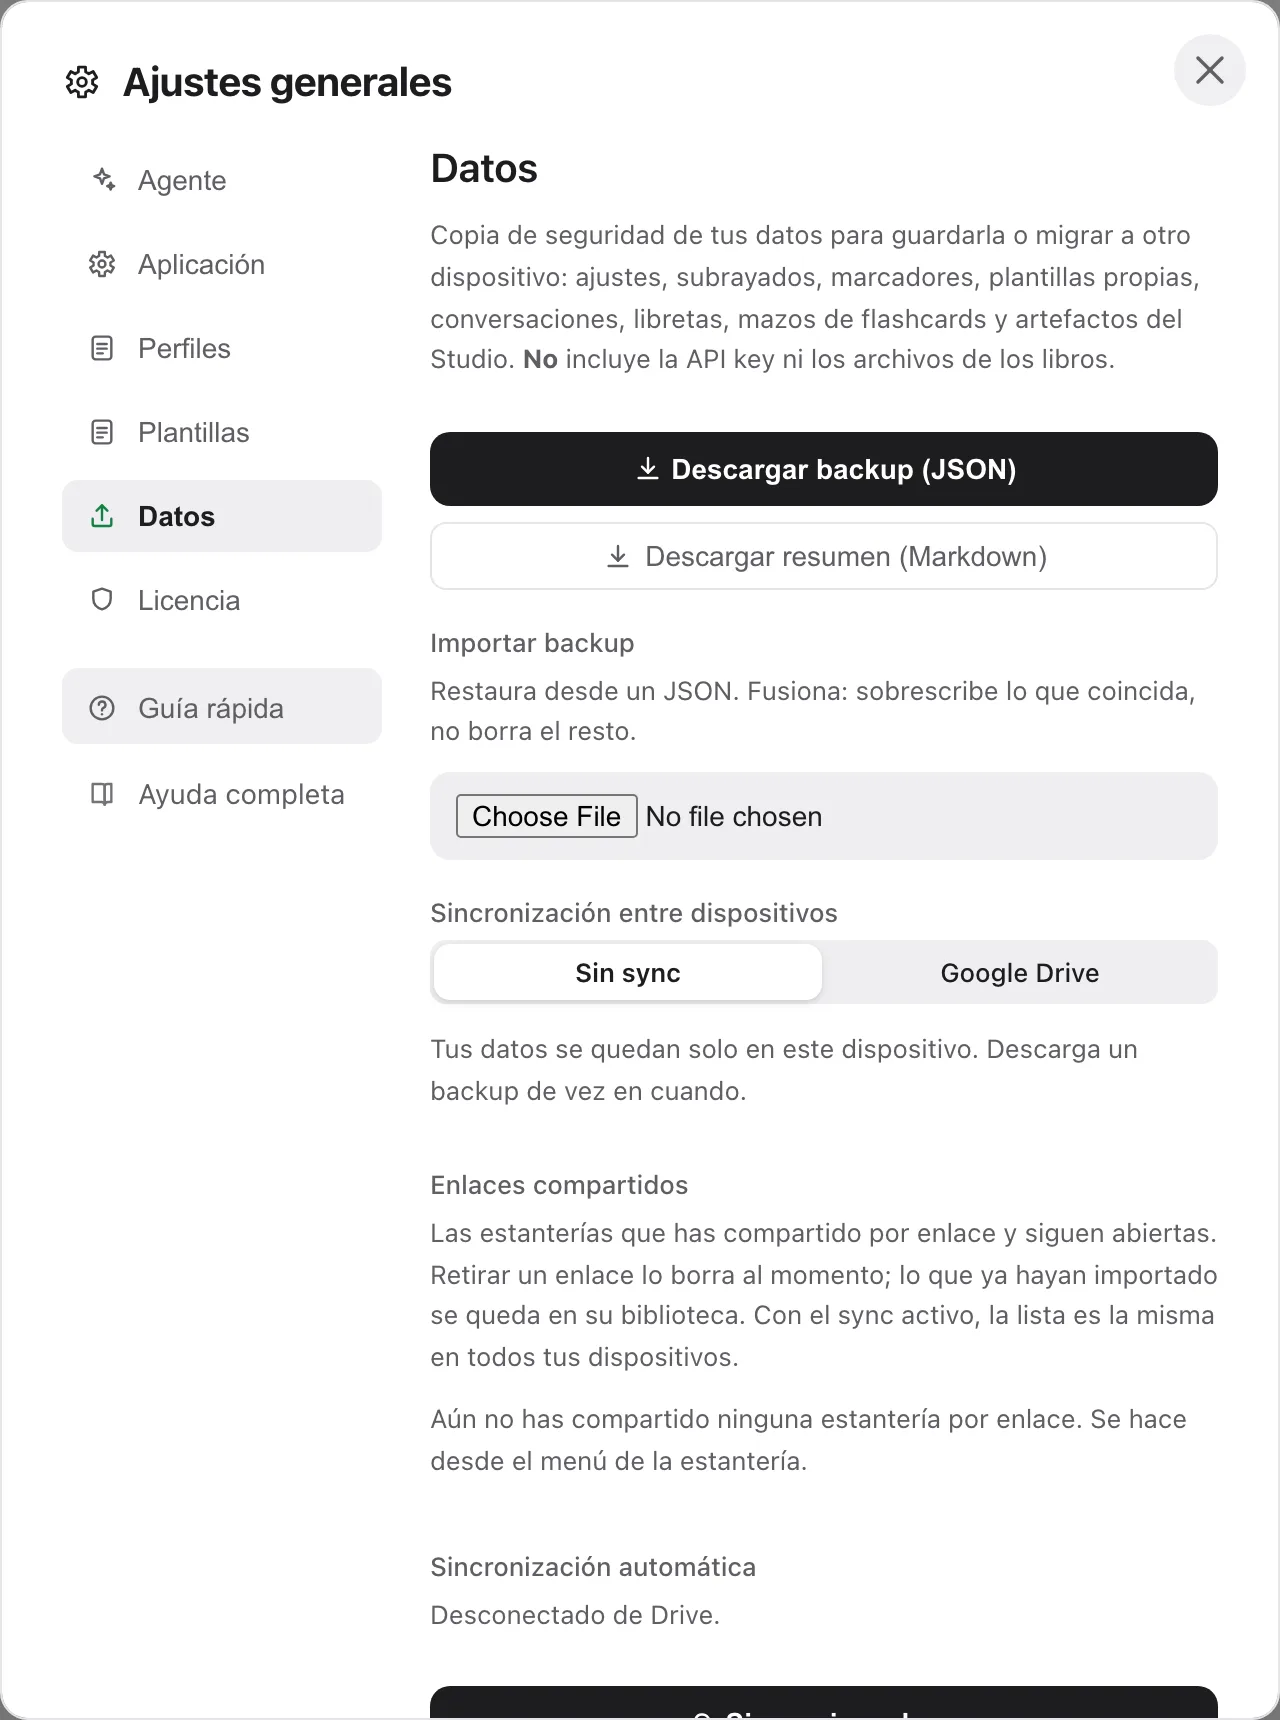 Ajustes generales
Agente
Aplicación
Perfiles
Plantillas
Datos
Licencia
Guía rápida
Ayuda completa
Datos
Copia de seguridad de tus datos para guardarla o migrar a otro
dispositivo: ajustes, subrayados, marcadores, plantillas propias,
conversaciones, libretas, mazos de flashcards y artefactos del
Studio. No incluye la API key ni los archivos de los libros.
Descargar backup (JSON)
Descargar resumen (Markdown)
Importar backup
Restaura desde un JSON. Fusiona: sobrescribe lo que coincida,
no borra el resto.
Choose File No file chosen
Sincronización entre dispositivos
Sin sync
Google Drive
Tus datos se quedan solo en este dispositivo. Descarga un
backup de vez en cuando.
Enlaces compartidos
Las estanterías que has compartido por enlace y siguen abiertas.
Retirar un enlace lo borra al momento; lo que ya hayan importado
se queda en su biblioteca. Con el sync activo, la lista es la misma
en todos tus dispositivos.
Aún no has compartido ninguna estantería por enlace. Se hace
desde el menú de la estantería.
Sincronización automática
Desconectado de Drive.